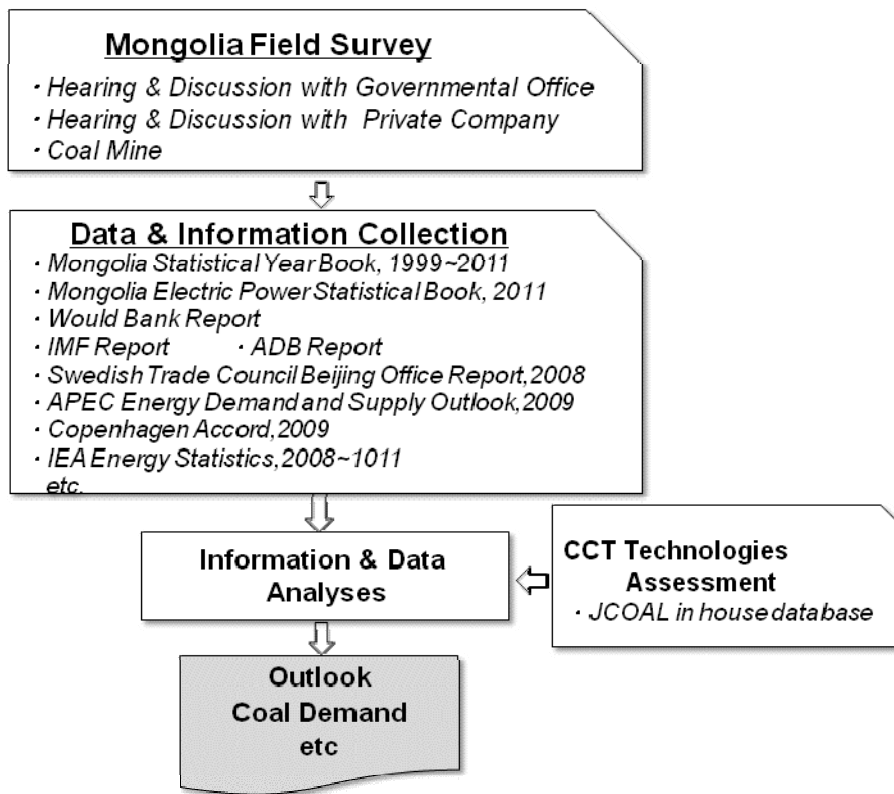 Mongolia Field Survey
· Hearing & Discussion with Governmental Office
· Hearing & Discussion with Private Company
· Coal Mine
Data & Information Collection
· Mongolia Statistical Year Book, 1999~2011
· Mongolia Electric Power Statistical Book, 2011
· Would Bank Report
· IMF Report · ADB Report
· Swedish Trade Council Beijing Office Report,2008
· APEC Energy Demand and Supply Outlook,2009
· Copenhagen Accord,2009
· IEA Energy Statistics,2008~1011
etc.
Information & Data
Analyses
CCT Technologies
Assessment
· JCOAL in house database
Outlook
Coal Demand
etc